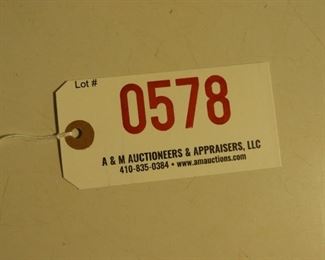 Lot #
0578
A & M AUCTIONEERS & APPRAISERS, LLC
410-835-0384 • www.amauctions.com